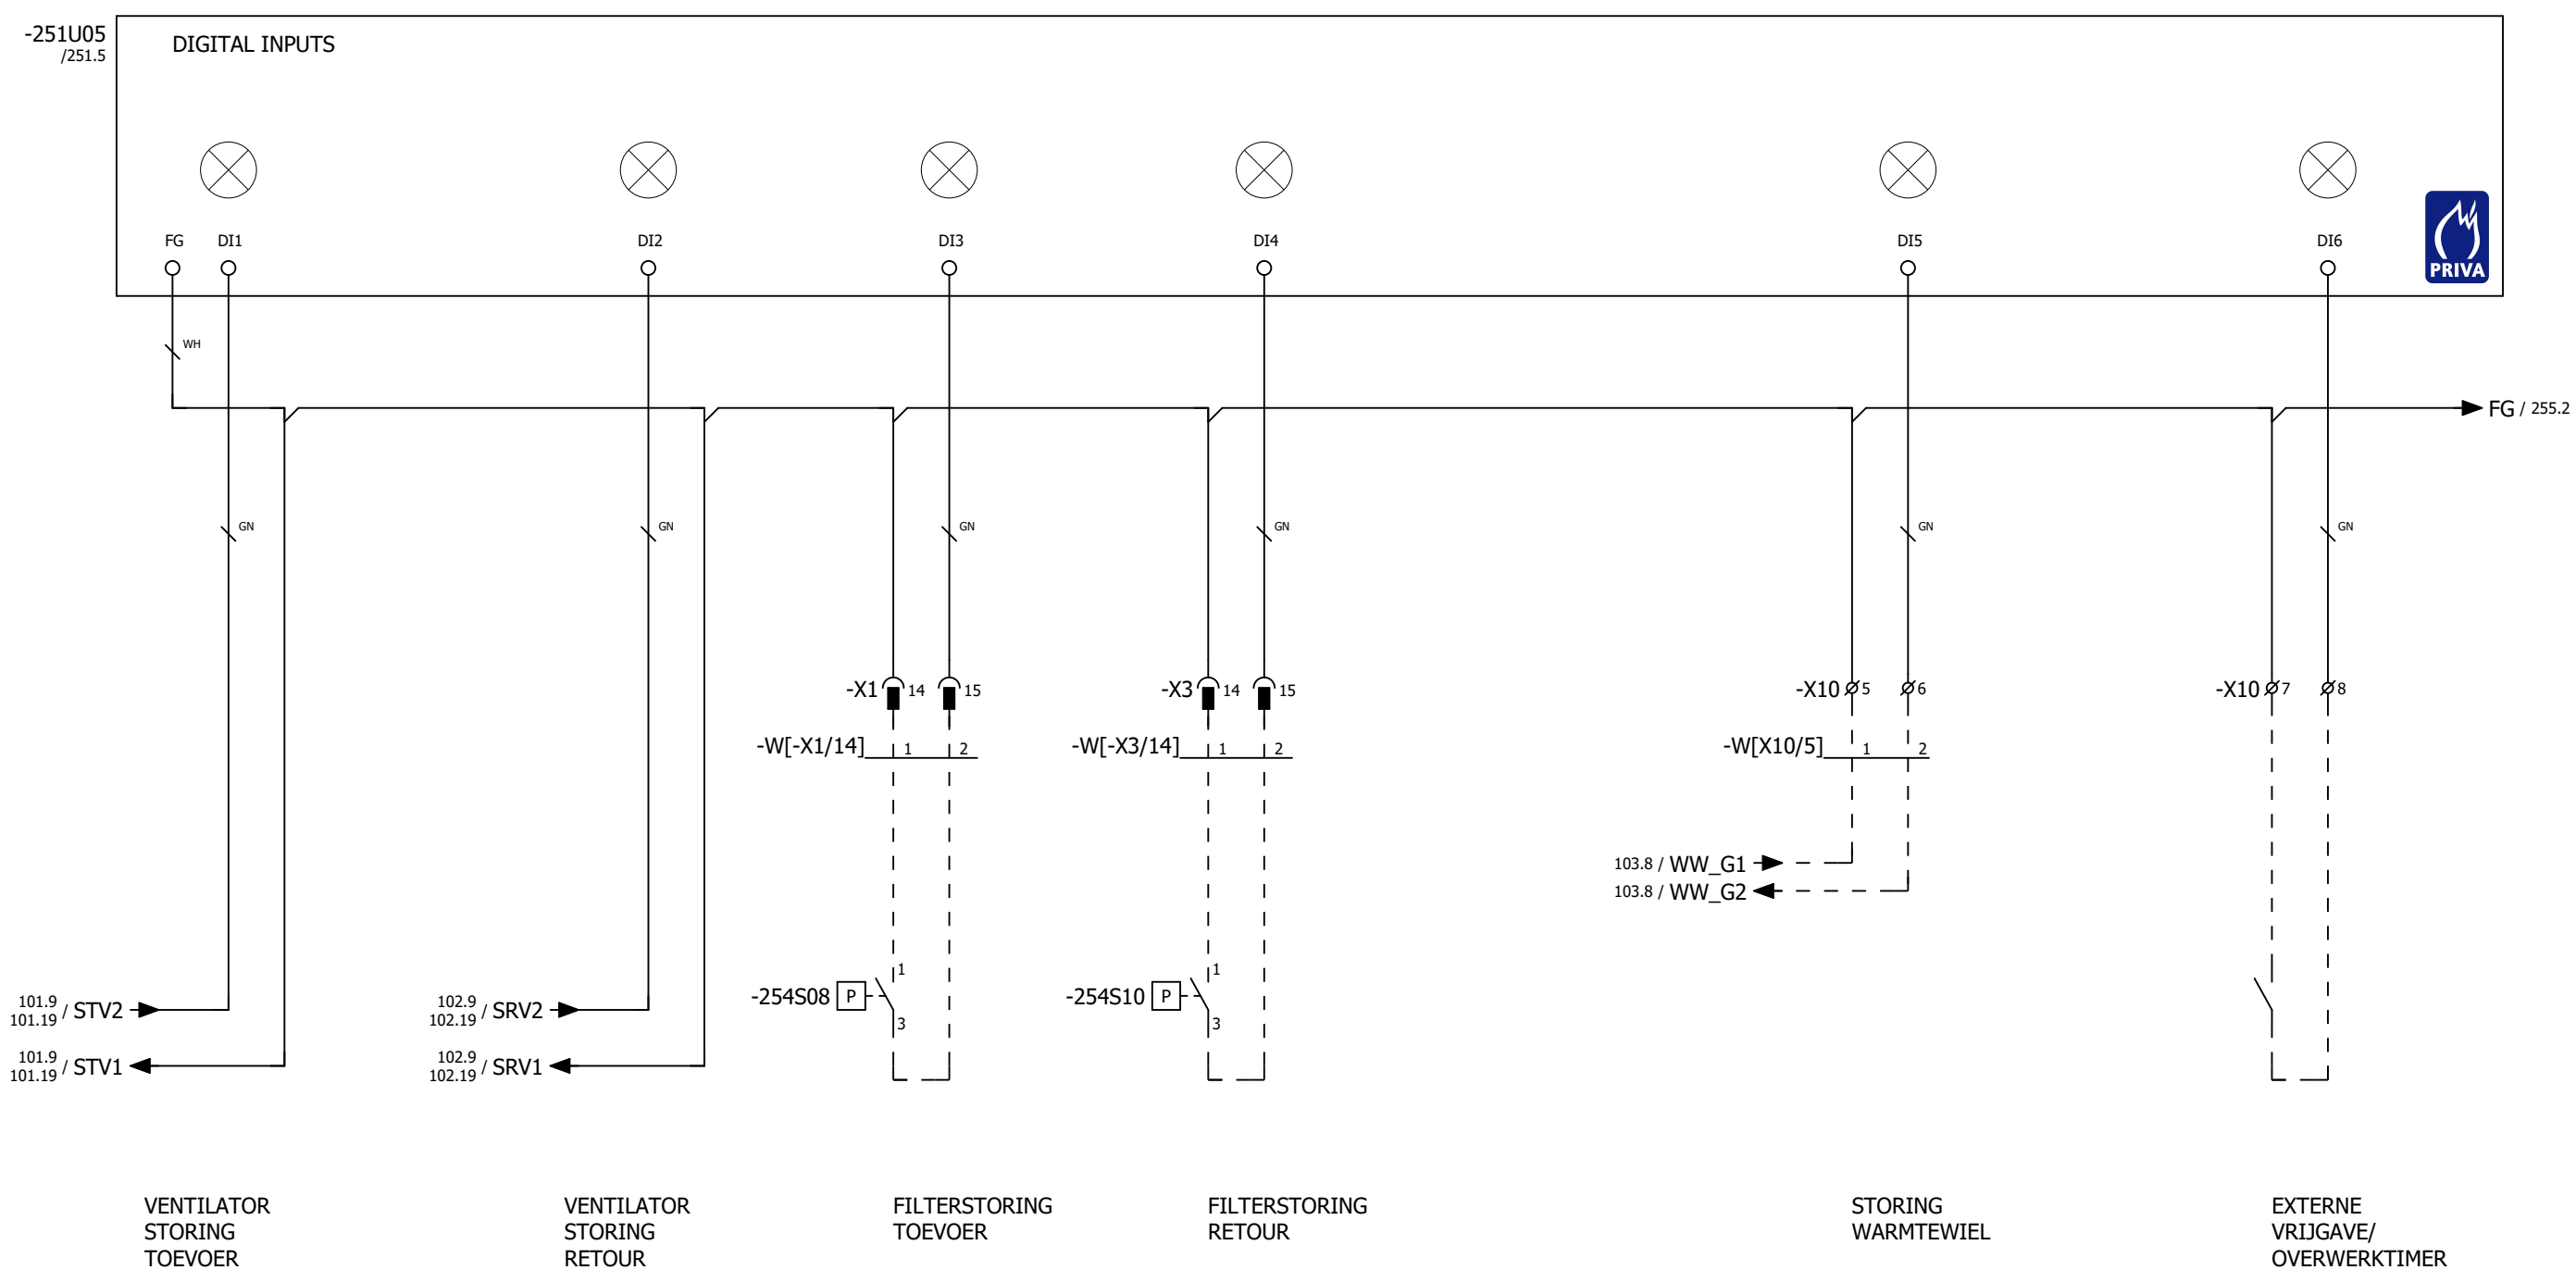 -251U05
/251.5
DIGITAL INPUTS
FG DI1 DI2 DI3 DI4 DI5 DI6
PRIVA
WH
FG / 255.2
GN GN GN GN GN GN
-X1 14 15 -X3 14 15 -X10 5 6 -X10 7 8
-W[-X1/14] 1 2 -W[-X3/14] 1 2 -W[X10/5] 1 2
103.8 / WW_G1
103.8 / WW_G2
1 1
-254S08 P -254S10 P
3 3
101.9
101.19 / STV2
102.9
102.19 / SRV2
101.9
101.19 / STV1
102.9
102.19 / SRV1
VENTILATOR
STORING
TOEVOER
VENTILATOR
STORING
RETOUR
FILTERSTORING
TOEVOER
FILTERSTORING
RETOUR
STORING
WARMTEWIEL
EXTERNE
VRIJGAVE/
OVERWERKTIMER